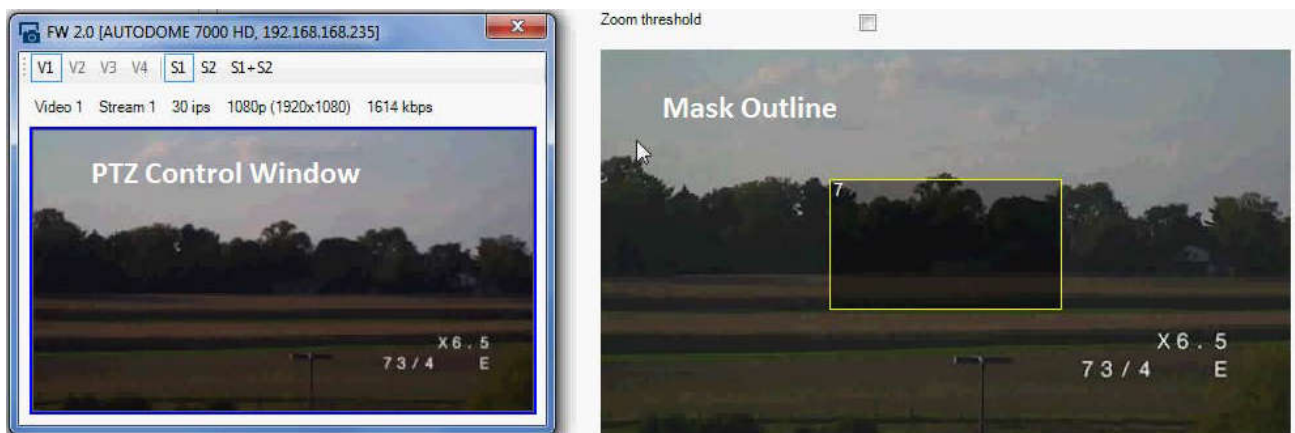 FW 2.0 [AUTODOME 7000 HD, 192.168.168.235]
V1 V2 V3 V4 S1 S2 S1+S2
Video 1 Stream 1 30 ips 1080p (1920x1080) 1614 kbps
PTZ Control Window
X6.5
73/4 E
Zoom threshold
Mask Outline
7
X6.5
73/4 E